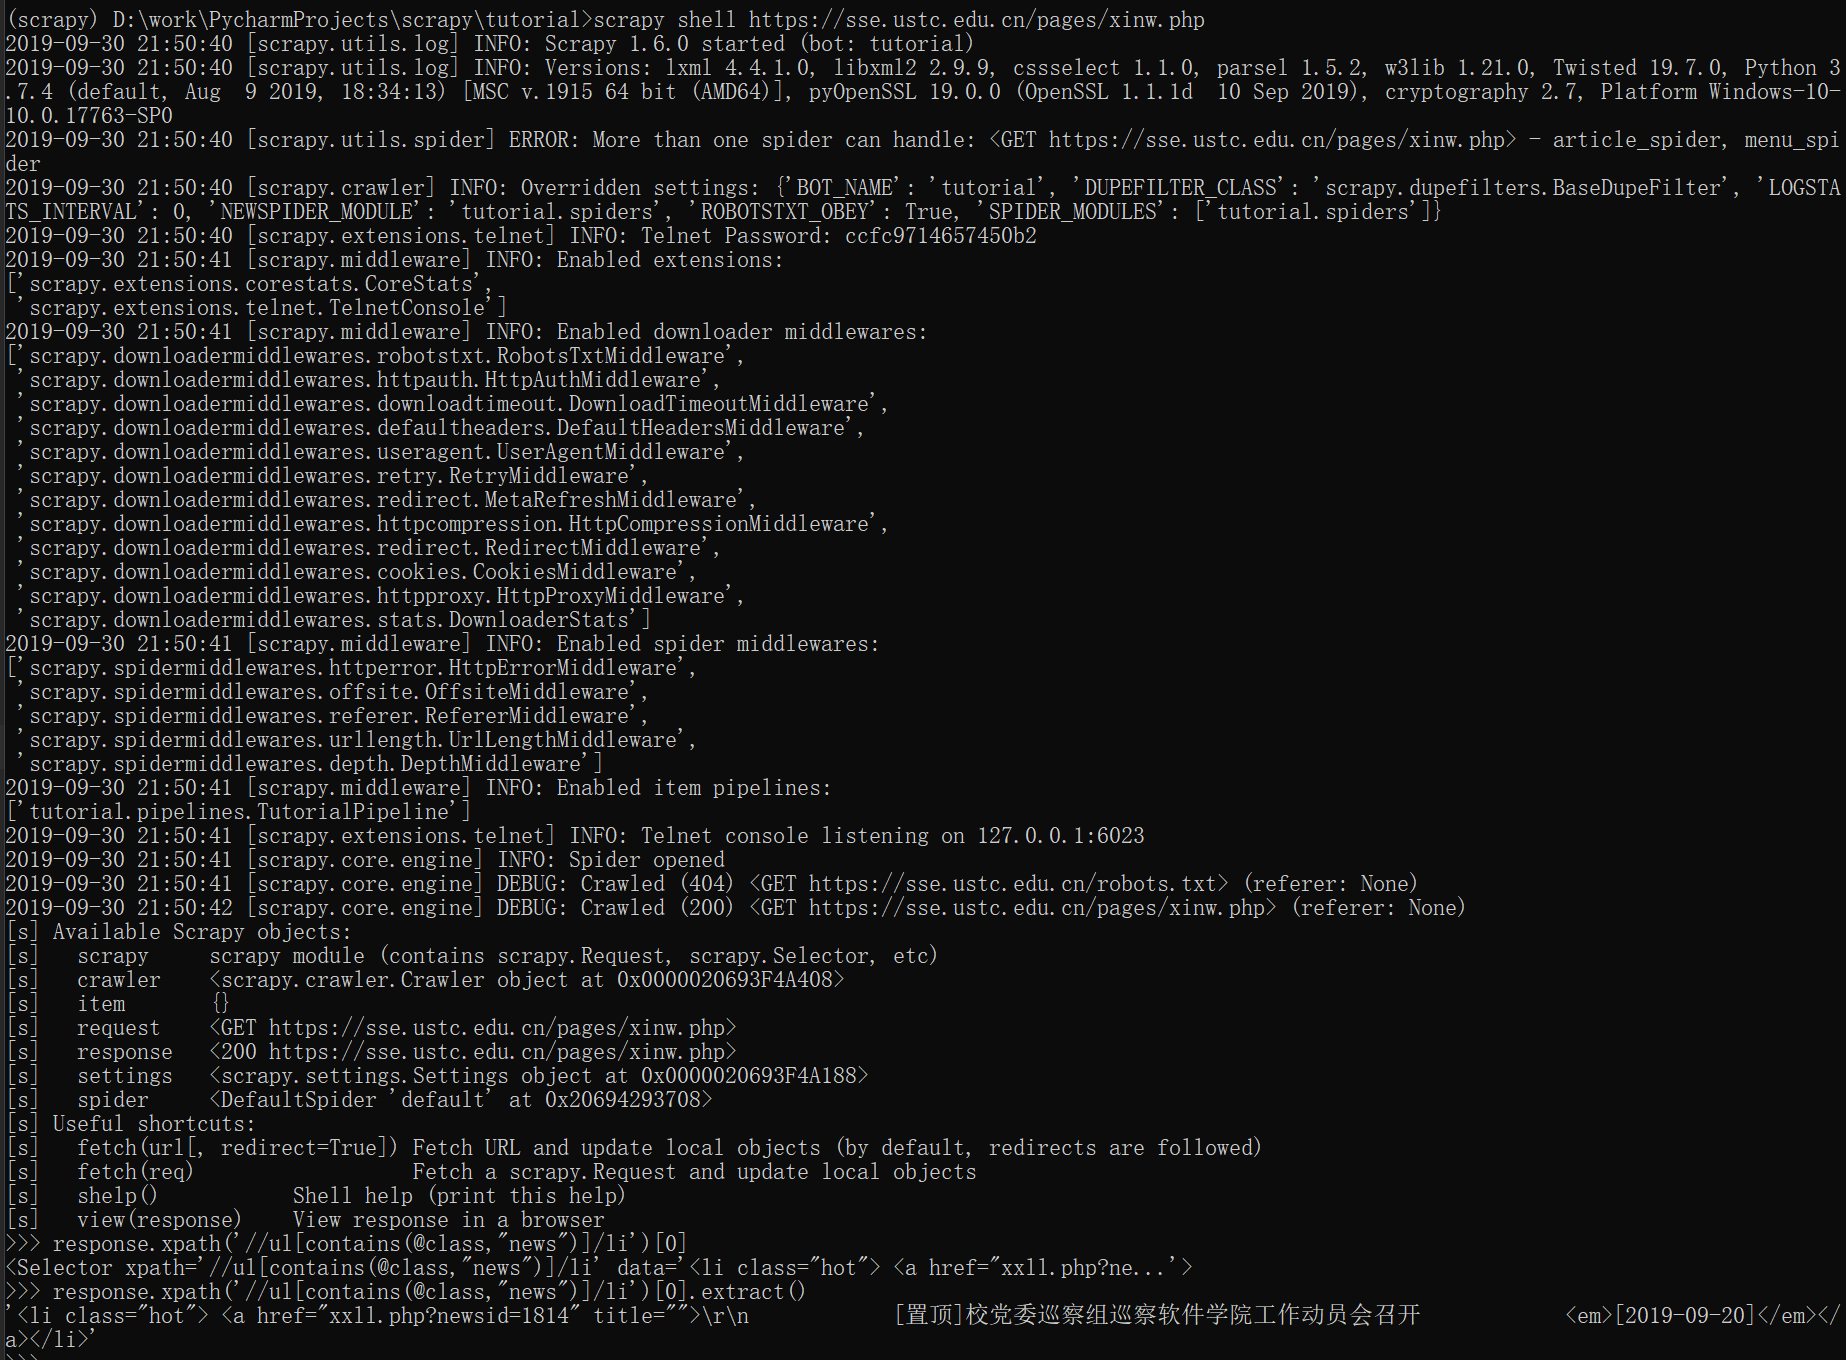 (scrapy) D:\work\PycharmProjects\scrapy\tutorial>scrapy shell https://sse.ustc.edu.cn/pages/xinw.php
2019-09-30 21:50:40 [scrapy.utils.log] INFO: Scrapy 1.6.0 started (bot: tutorial)
2019-09-30 21:50:40 [scrapy.utils.log] INFO: Versions: lxml 4.4.1.0, libxml2 2.9.9, cssselect 1.1.0, parsel 1.5.2, w3lib 1.21.0, Twisted 19.7.0, Python 3
.7.4 (default, Aug  9 2019, 18:34:13) [MSC v.1915 64 bit (AMD64)], pyOpenSSL 19.0.0 (OpenSSL 1.1.1d  10 Sep 2019), cryptography 2.7, Platform Windows-10-
10.0.17763-SP0
2019-09-30 21:50:40 [scrapy.utils.spider] ERROR: More than one spider can handle: <GET https://sse.ustc.edu.cn/pages/xinw.php> - article_spider, menu_spi
der
2019-09-30 21:50:40 [scrapy.crawler] INFO: Overridden settings: {'BOT_NAME': 'tutorial', 'DUPEFILTER_CLASS': 'scrapy.dupefilters.BaseDupeFilter', 'LOGSTA
TS_INTERVAL': 0, 'NEWSPIDER_MODULE': 'tutorial.spiders', 'ROBOTSTXT_OBEY': True, 'SPIDER_MODULES': ['tutorial.spiders']}
2019-09-30 21:50:40 [scrapy.extensions.telnet] INFO: Telnet Password: ccfc9714657450b2
2019-09-30 21:50:41 [scrapy.middleware] INFO: Enabled extensions:
['scrapy.extensions.corestats.CoreStats',
 'scrapy.extensions.telnet.TelnetConsole']
2019-09-30 21:50:41 [scrapy.middleware] INFO: Enabled downloader middlewares:
['scrapy.downloadermiddlewares.robotstxt.RobotsTxtMiddleware',
 'scrapy.downloadermiddlewares.httpauth.HttpAuthMiddleware',
 'scrapy.downloadermiddlewares.downloadtimeout.DownloadTimeoutMiddleware',
 'scrapy.downloadermiddlewares.defaultheaders.DefaultHeadersMiddleware',
 'scrapy.downloadermiddlewares.useragent.UserAgentMiddleware',
 'scrapy.downloadermiddlewares.retry.RetryMiddleware',
 'scrapy.downloadermiddlewares.redirect.MetaRefreshMiddleware',
 'scrapy.downloadermiddlewares.httpcompression.HttpCompressionMiddleware',
 'scrapy.downloadermiddlewares.redirect.RedirectMiddleware',
 'scrapy.downloadermiddlewares.cookies.CookiesMiddleware',
 'scrapy.downloadermiddlewares.httpproxy.HttpProxyMiddleware',
 'scrapy.downloadermiddlewares.stats.DownloaderStats']
2019-09-30 21:50:41 [scrapy.middleware] INFO: Enabled spider middlewares:
['scrapy.spidermiddlewares.httperror.HttpErrorMiddleware',
 'scrapy.spidermiddlewares.offsite.OffsiteMiddleware',
 'scrapy.spidermiddlewares.referer.RefererMiddleware',
 'scrapy.spidermiddlewares.urllength.UrlLengthMiddleware',
 'scrapy.spidermiddlewares.depth.DepthMiddleware']
2019-09-30 21:50:41 [scrapy.middleware] INFO: Enabled item pipelines:
['tutorial.pipelines.TutorialPipeline']
2019-09-30 21:50:41 [scrapy.extensions.telnet] INFO: Telnet console listening on 127.0.0.1:6023
2019-09-30 21:50:41 [scrapy.core.engine] INFO: Spider opened
2019-09-30 21:50:41 [scrapy.core.engine] DEBUG: Crawled (404) <GET https://sse.ustc.edu.cn/robots.txt> (referer: None)
2019-09-30 21:50:42 [scrapy.core.engine] DEBUG: Crawled (200) <GET https://sse.ustc.edu.cn/pages/xinw.php> (referer: None)
[s] Available Scrapy objects:
[s]   scrapy     scrapy module (contains scrapy.Request, scrapy.Selector, etc)
[s]   crawler    <scrapy.crawler.Crawler object at 0x0000020693F4A408>
[s]   item       {}
[s]   request    <GET https://sse.ustc.edu.cn/pages/xinw.php>
[s]   response   <200 https://sse.ustc.edu.cn/pages/xinw.php>
[s]   settings   <scrapy.settings.Settings object at 0x0000020693F4A188>
[s]   spider     <DefaultSpider 'default' at 0x20694293708>
[s] Useful shortcuts:
[s]   fetch(url[, redirect=True]) Fetch URL and update local objects (by default, redirects are followed)
[s]   fetch(req)                  Fetch a scrapy.Request and update local objects
[s]   shelp()           Shell help (print this help)
[s]   view(response)    View response in a browser
>>> response.xpath('//ul[contains(@class,"news")]/li')[0]
<Selector xpath='//ul[contains(@class,"news")]/li' data='<li class="hot"> <a href="xxll.php?ne...'>
>>> response.xpath('//ul[contains(@class,"news")]/li')[0].extract()
'<li class="hot"> <a href="xxll.php?newsid=1814" title="">\r\n            [置顶]校党委巡察组巡察软件学院工作动员会召开            <em>[2019-09-20]</em></
a></li>'
>>>